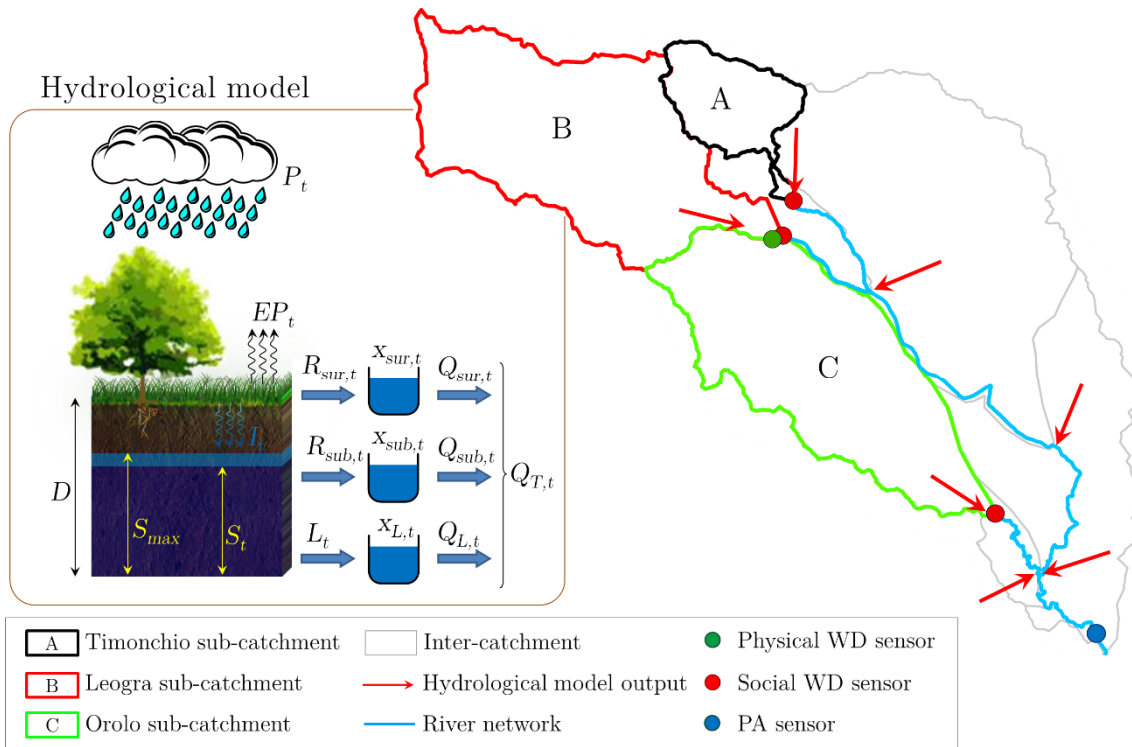 Hydrological model
P_t
EP_t
I_t
D
S_max
S_t
R_sur,t
x_sur,t
Q_sur,t
R_sub,t
x_sub,t
Q_sub,t
Q_T,t
L_t
x_L,t
Q_L,t
A
B
C
A Timonchio sub-catchment
B Leogra sub-catchment
C Orolo sub-catchment
Inter-catchment
Hydrological model output
River network
Physical WD sensor
Social WD sensor
PA sensor